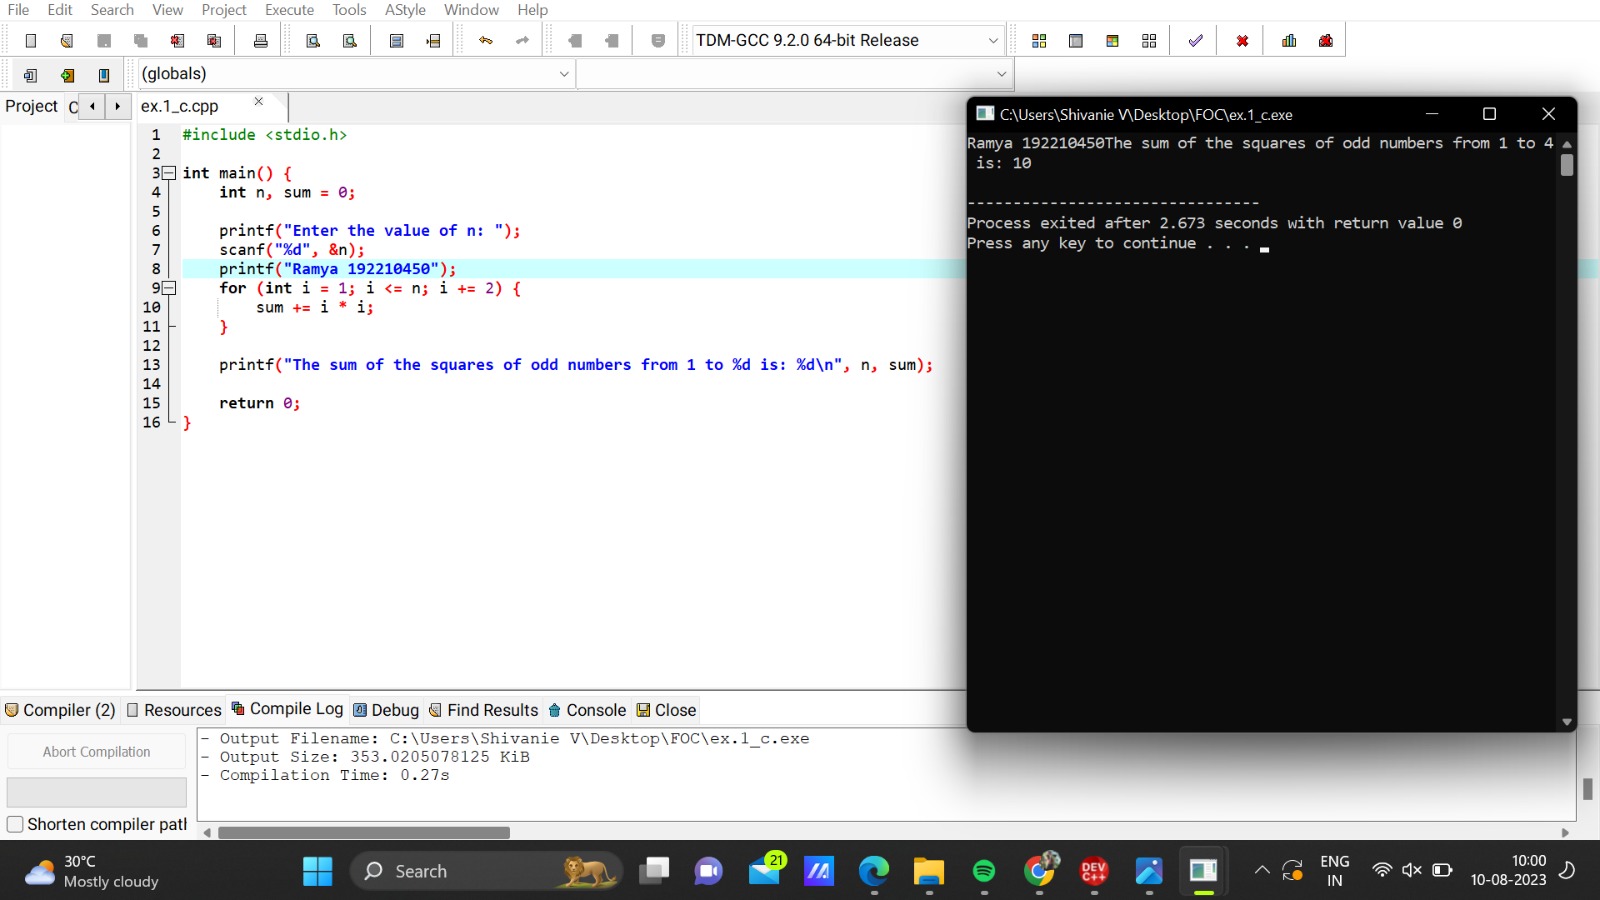 File Edit Search View Project Execute Tools AStyle Window Help
TDM-GCC 9.2.0 64-bit Release
(globals)
Project C ex.1_c.cpp
1 #include <stdio.h>
2
3 int main() {
4 int n, sum = 0;
5
6 printf("Enter the value of n: ");
7 scanf("%d", &n);
8 printf("Ramya 192210450");
9 for (int i = 1; i <= n; i += 2) {
10 sum += i * i;
11 }
12
13 printf("The sum of the squares of odd numbers from 1 to %d is: %d\n", n, sum);
14
15 return 0;
16 }
C:\Users\Shivanie V\Desktop\FOC\ex.1_c.exe
Ramya 192210450The sum of the squares of odd numbers from 1 to 4
is: 10
--------------------------------
Process exited after 2.673 seconds with return value 0
Press any key to continue . . .
Compiler (2) Resources Compile Log Debug Find Results Console Close
Abort Compilation
Shorten compiler path
- Output Filename: C:\Users\Shivanie V\Desktop\FOC\ex.1_c.exe
- Output Size: 353.0205078125 KiB
- Compilation Time: 0.27s
30°C
Mostly cloudy
Search
21
DEV
C++
ENG
IN
10:00
10-08-2023